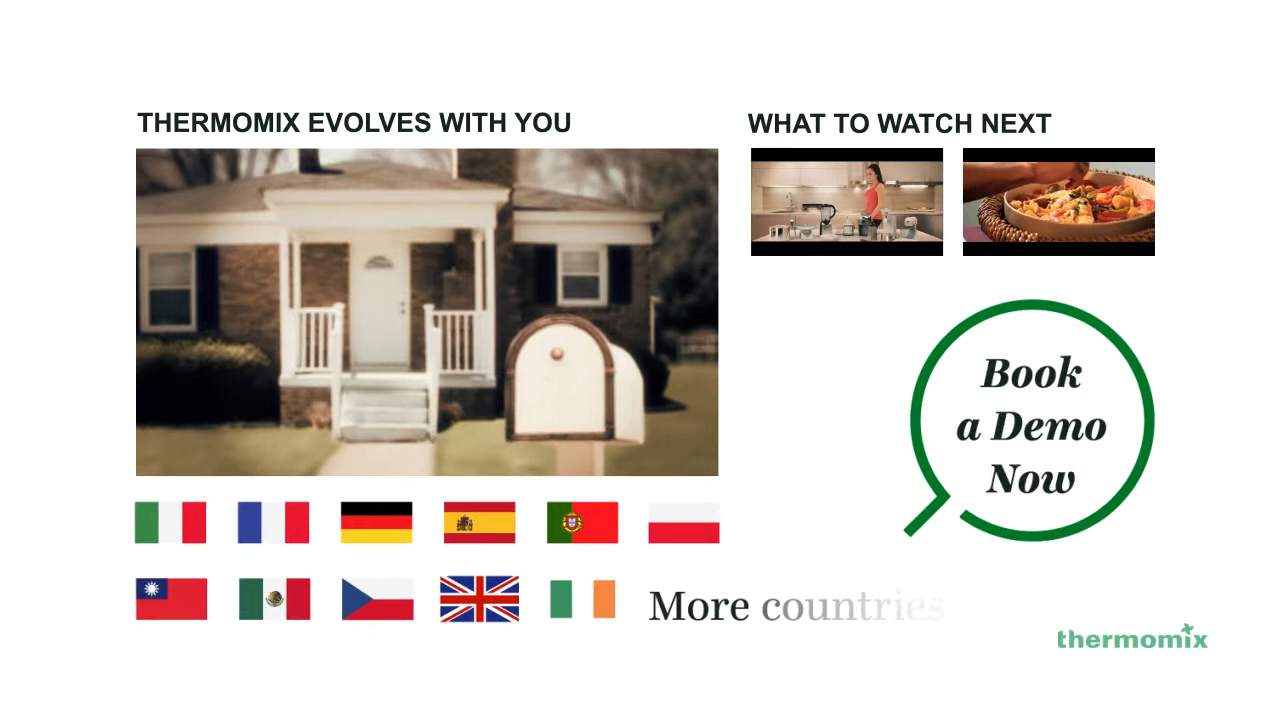 THERMOMIX EVOLVES WITH YOU
WHAT TO WATCH NEXT
Book
a Demo
Now
More countries
thermomix